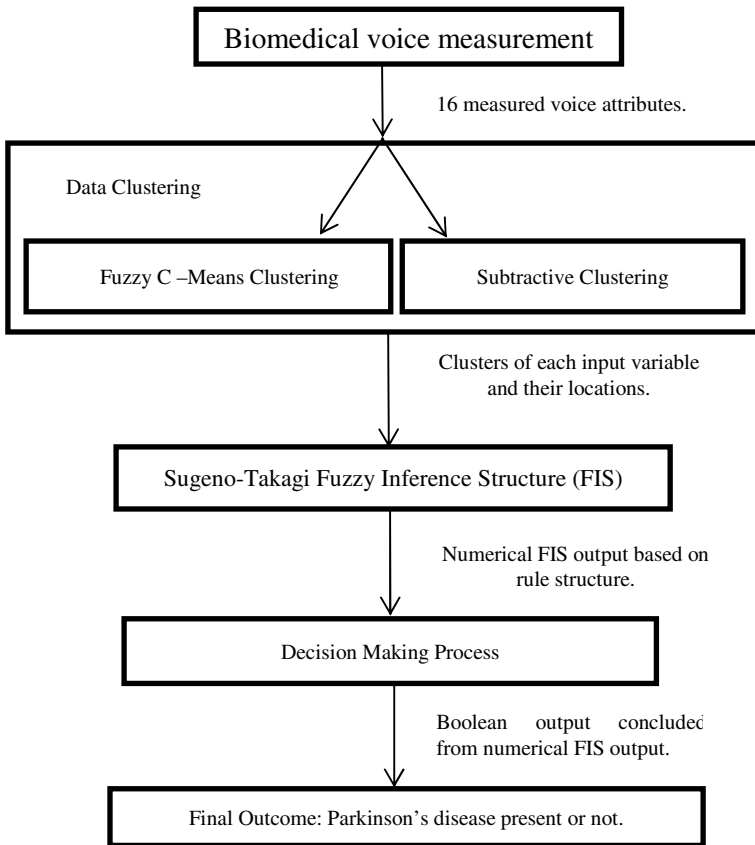 Biomedical voice measurement
16 measured voice attributes.
Data Clustering
Fuzzy C –Means Clustering
Subtractive Clustering
Clusters of each input variable
and their locations.
Sugeno-Takagi Fuzzy Inference Structure (FIS)
Numerical FIS output based on
rule structure.
Decision Making Process
Boolean output concluded
from numerical FIS output.
Final Outcome: Parkinson’s disease present or not.